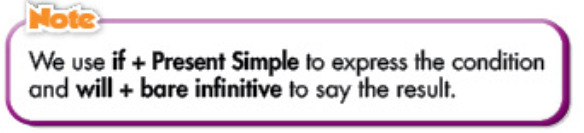 Note
We use if + Present Simple to express the condition
and will + bare infinitive to say the result.